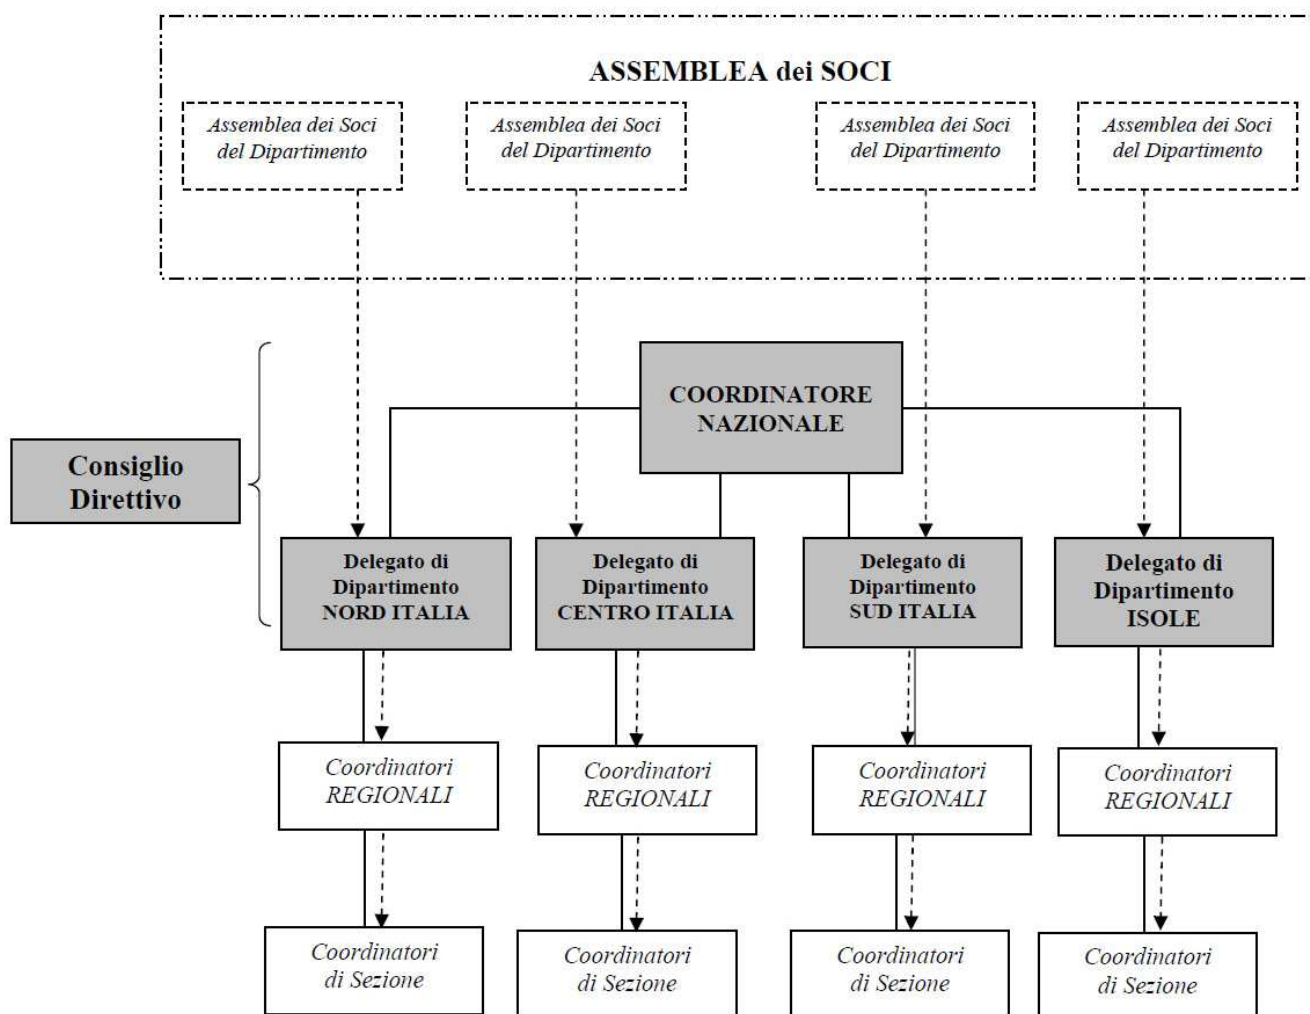 ASSEMBLEA dei SOCI
Assemblea dei Soci
del Dipartimento
Assemblea dei Soci
del Dipartimento
Assemblea dei Soci
del Dipartimento
Assemblea dei Soci
del Dipartimento
COORDINATORE
NAZIONALE
Consiglio
Direttivo
Delegato di
Dipartimento
NORD ITALIA
Delegato di
Dipartimento
CENTRO ITALIA
Delegato di
Dipartimento
SUD ITALIA
Delegato di
Dipartimento
ISOLE
Coordinatori
REGIONALI
Coordinatori
REGIONALI
Coordinatori
REGIONALI
Coordinatori
REGIONALI
Coordinatori
di Sezione
Coordinatori
di Sezione
Coordinatori
di Sezione
Coordinatori
di Sezione